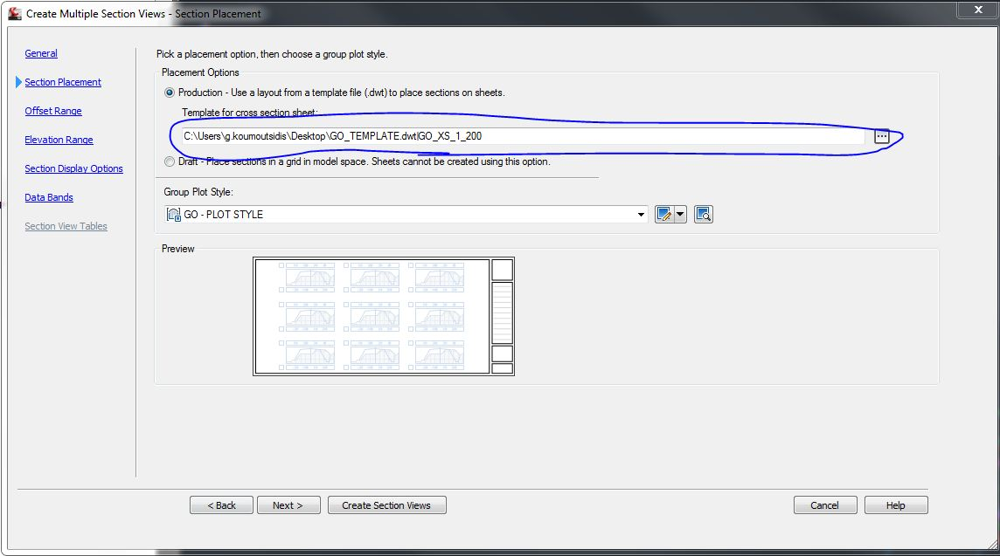 Create Multiple Section Views - Section Placement
General
Section Placement
Offset Range
Elevation Range
Section Display Options
Data Bands
Section View Tables
Pick a placement option, then choose a group plot style.
Placement Options
Production - Use a layout from a template file (.dwt) to place sections on sheets.
Template for cross section sheet:
C:\Users\g.koumoutsidis\Desktop\GO_TEMPLATE.dwt|GO_XS_1_200
...
Draft - Place sections in a grid in model space. Sheets cannot be created using this option.
Group Plot Style:
GO - PLOT STYLE
Preview
< Back
Next >
Create Section Views
Cancel
Help